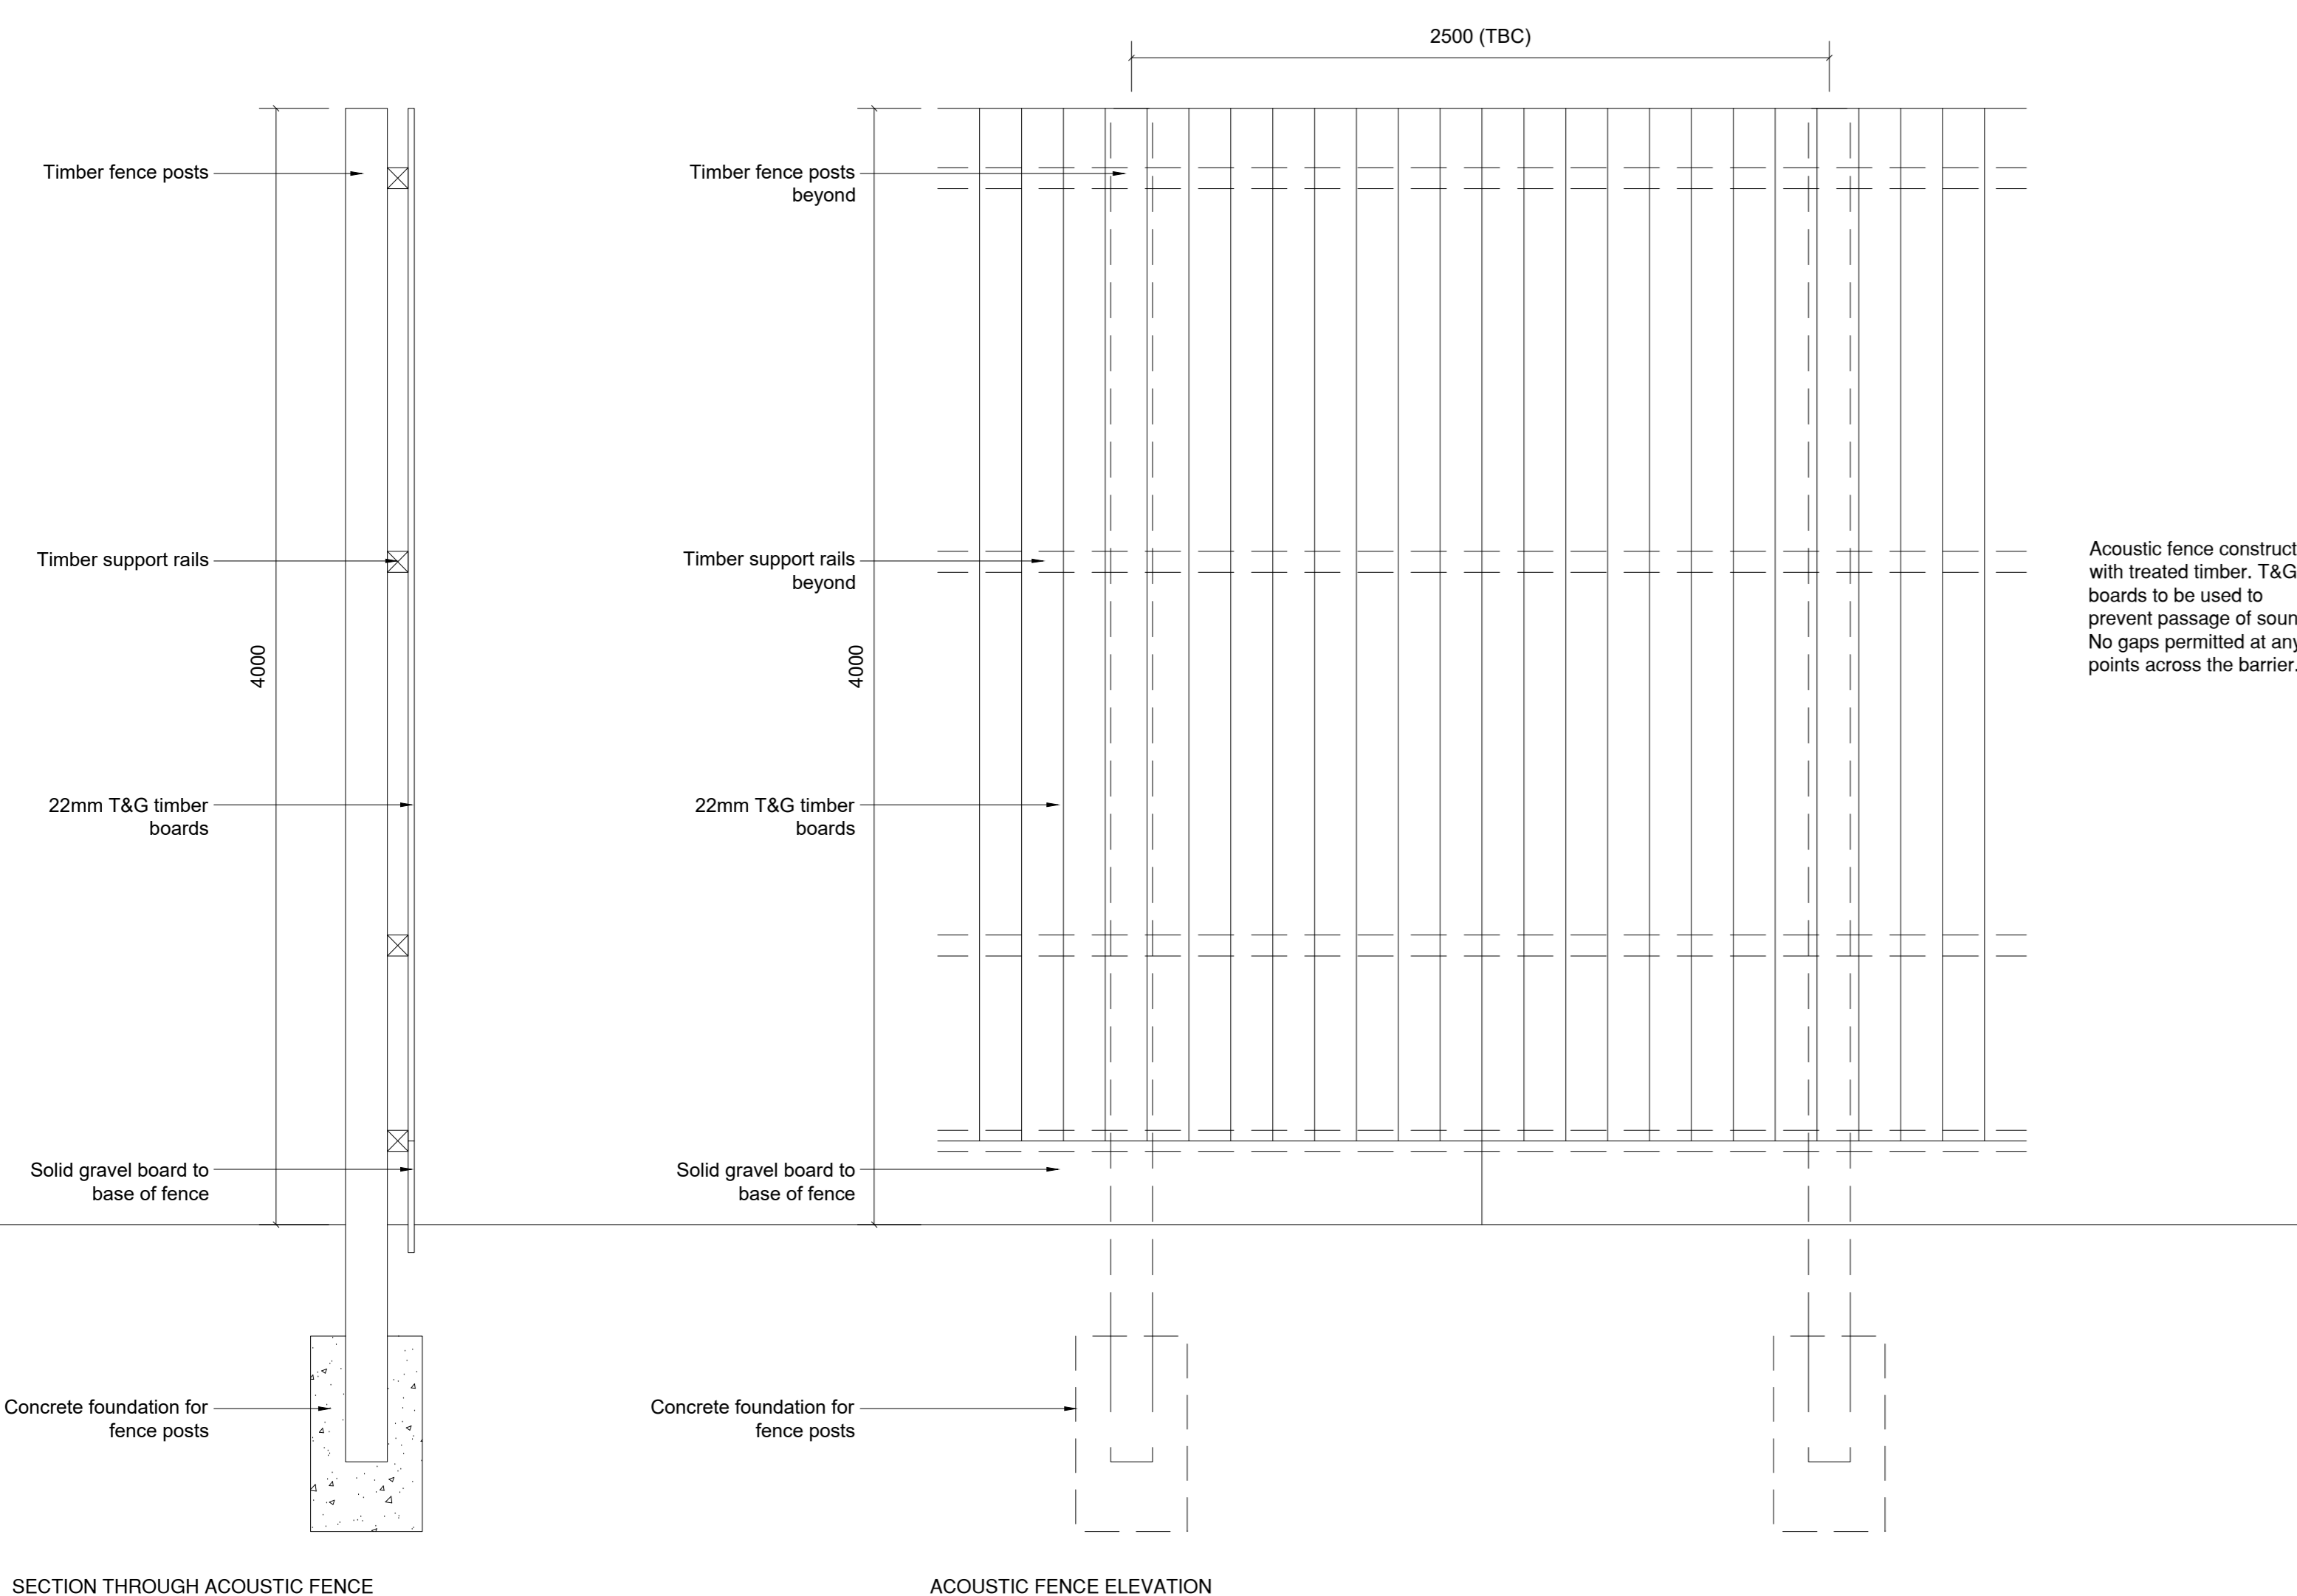 2500 (TBC)
Timber fence posts
Timber support rails
4000
22mm T&G timber
boards
Solid gravel board to
base of fence
Concrete foundation for
fence posts
SECTION THROUGH ACOUSTIC FENCE
Timber fence posts
beyond
Timber support rails
beyond
4000
22mm T&G timber
boards
Solid gravel board to
base of fence
Concrete foundation for
fence posts
ACOUSTIC FENCE ELEVATION
Acoustic fence construct
with treated timber. T&G
boards to be used to
prevent passage of soun
No gaps permitted at any
points across the barrier.